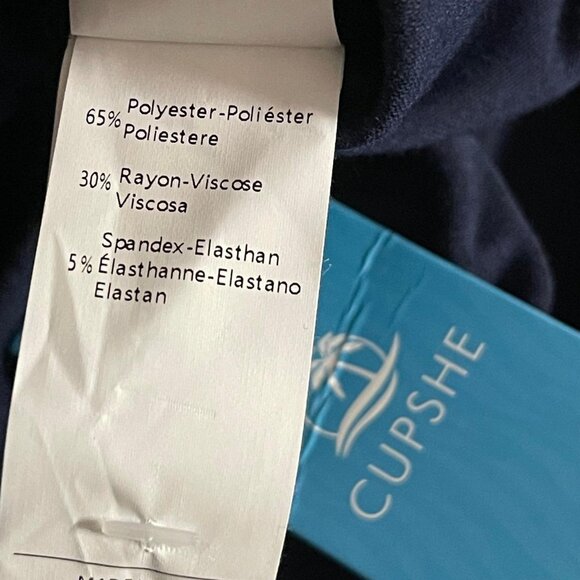 65% Polyester-Poliéster
Poliestere
30% Rayon-Viscose
Viscosa
Spandex-Elasthan
5% Élasthanne-Elastano
Elastan
CUPSHE